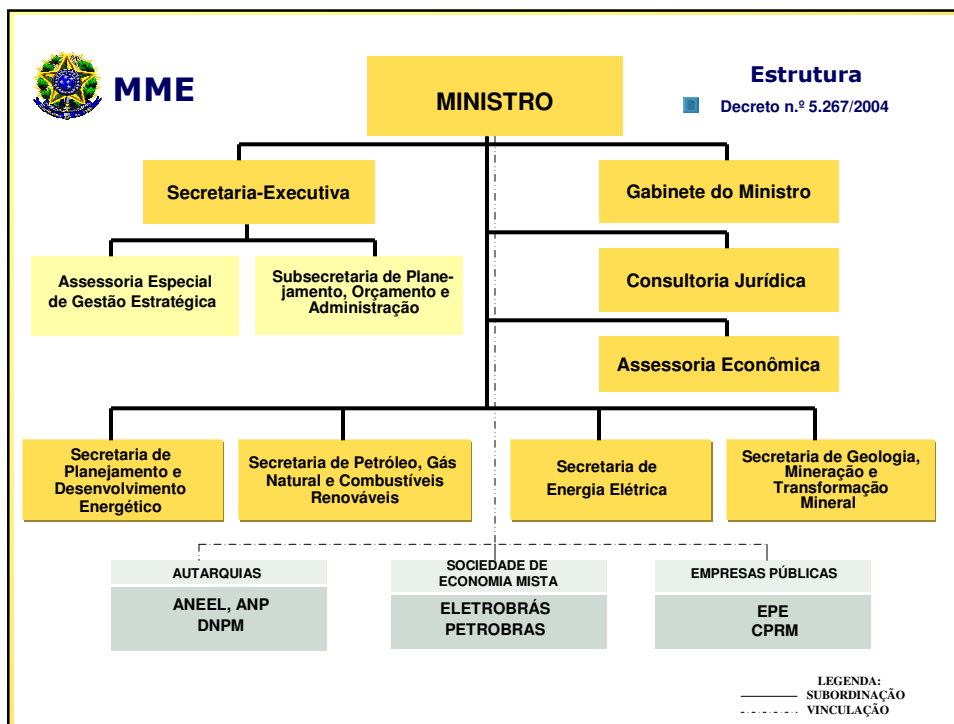 MME
MINISTRO
Estrutura
Decreto n.º 5.267/2004
Secretaria-Executiva
Gabinete do Ministro
Assessoria Especial
de Gestão Estratégica
Subsecretaria de Plane-
jamento, Orçamento e
Administração
Consultoria Jurídica
Assessoria Econômica
Secretaria de
Planejamento e
Desenvolvimento
Energético
Secretaria de Petróleo, Gás
Natural e Combustíveis
Renováveis
Secretaria de
Energia Elétrica
Secretaria de Geologia,
Mineração e
Transformação
Mineral
AUTARQUIAS
ANEEL, ANP
DNPM
SOCIEDADE DE
ECONOMIA MISTA
ELETROBRÁS
PETROBRAS
EMPRESAS PÚBLICAS
EPE
CPRM
LEGENDA:
SUBORDINAÇÃO
VINCULAÇÃO